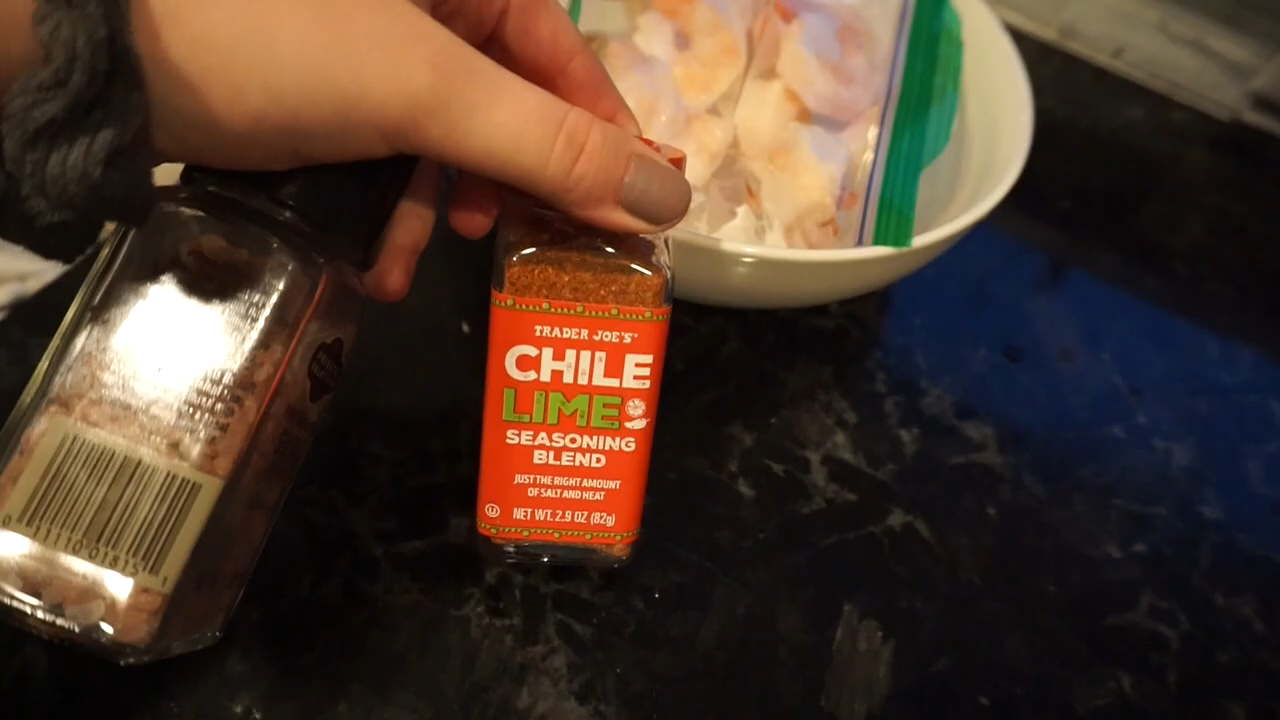 TRADER JOE'S
CHILE
LIME
SEASONING
BLEND
JUST THE RIGHT AMOUNT
OF SALT AND HEAT
U
NET WT. 2.9 OZ (82g)